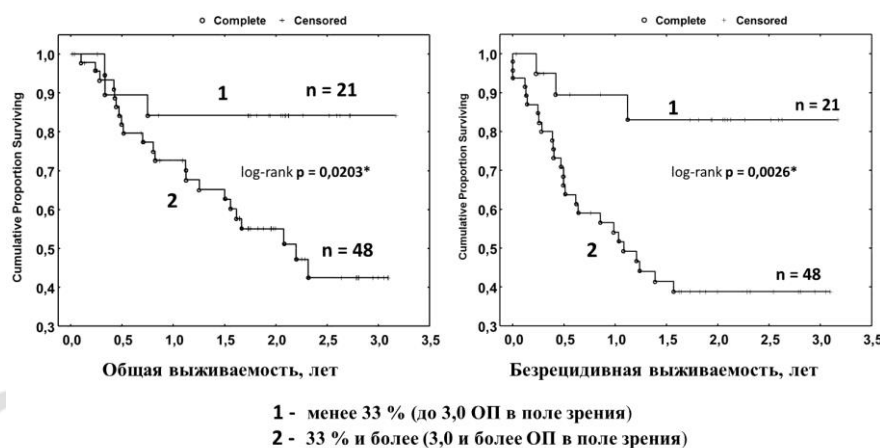 Complete Censored
1,0
0,9
0,8
0,7
0,6
0,5
0,4
0,3
Cumulative Proportion Surviving
1
n = 21
log-rank p = 0,0203*
2
n = 48
0,0 0,5 1,0 1,5 2,0 2,5 3,0 3,5
Общая выживаемость, лет
Complete Censored
1,0
0,9
0,8
0,7
0,6
0,5
0,4
0,3
Cumulative Proportion Surviving
1
n = 21
log-rank p = 0,0026*
2
n = 48
0,0 0,5 1,0 1,5 2,0 2,5 3,0 3,5
Безрецидивная выживаемость, лет
1 - менее 33 % (до 3,0 ОП в поле зрения)
2 - 33 % и более (3,0 и более ОП в поле зрения)